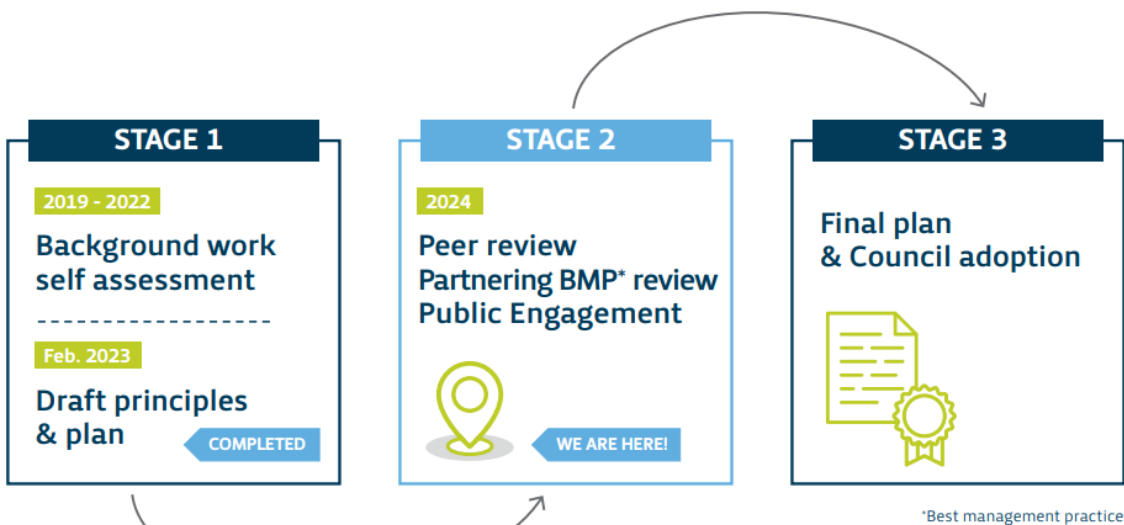 STAGE 1
2019 - 2022
Background work
self assessment
Feb. 2023
Draft principles
& plan
COMPLETED
STAGE 2
2024
Peer review
Partnering BMP* review
Public Engagement
WE ARE HERE!
STAGE 3
Final plan
& Council adoption
*Best management practice